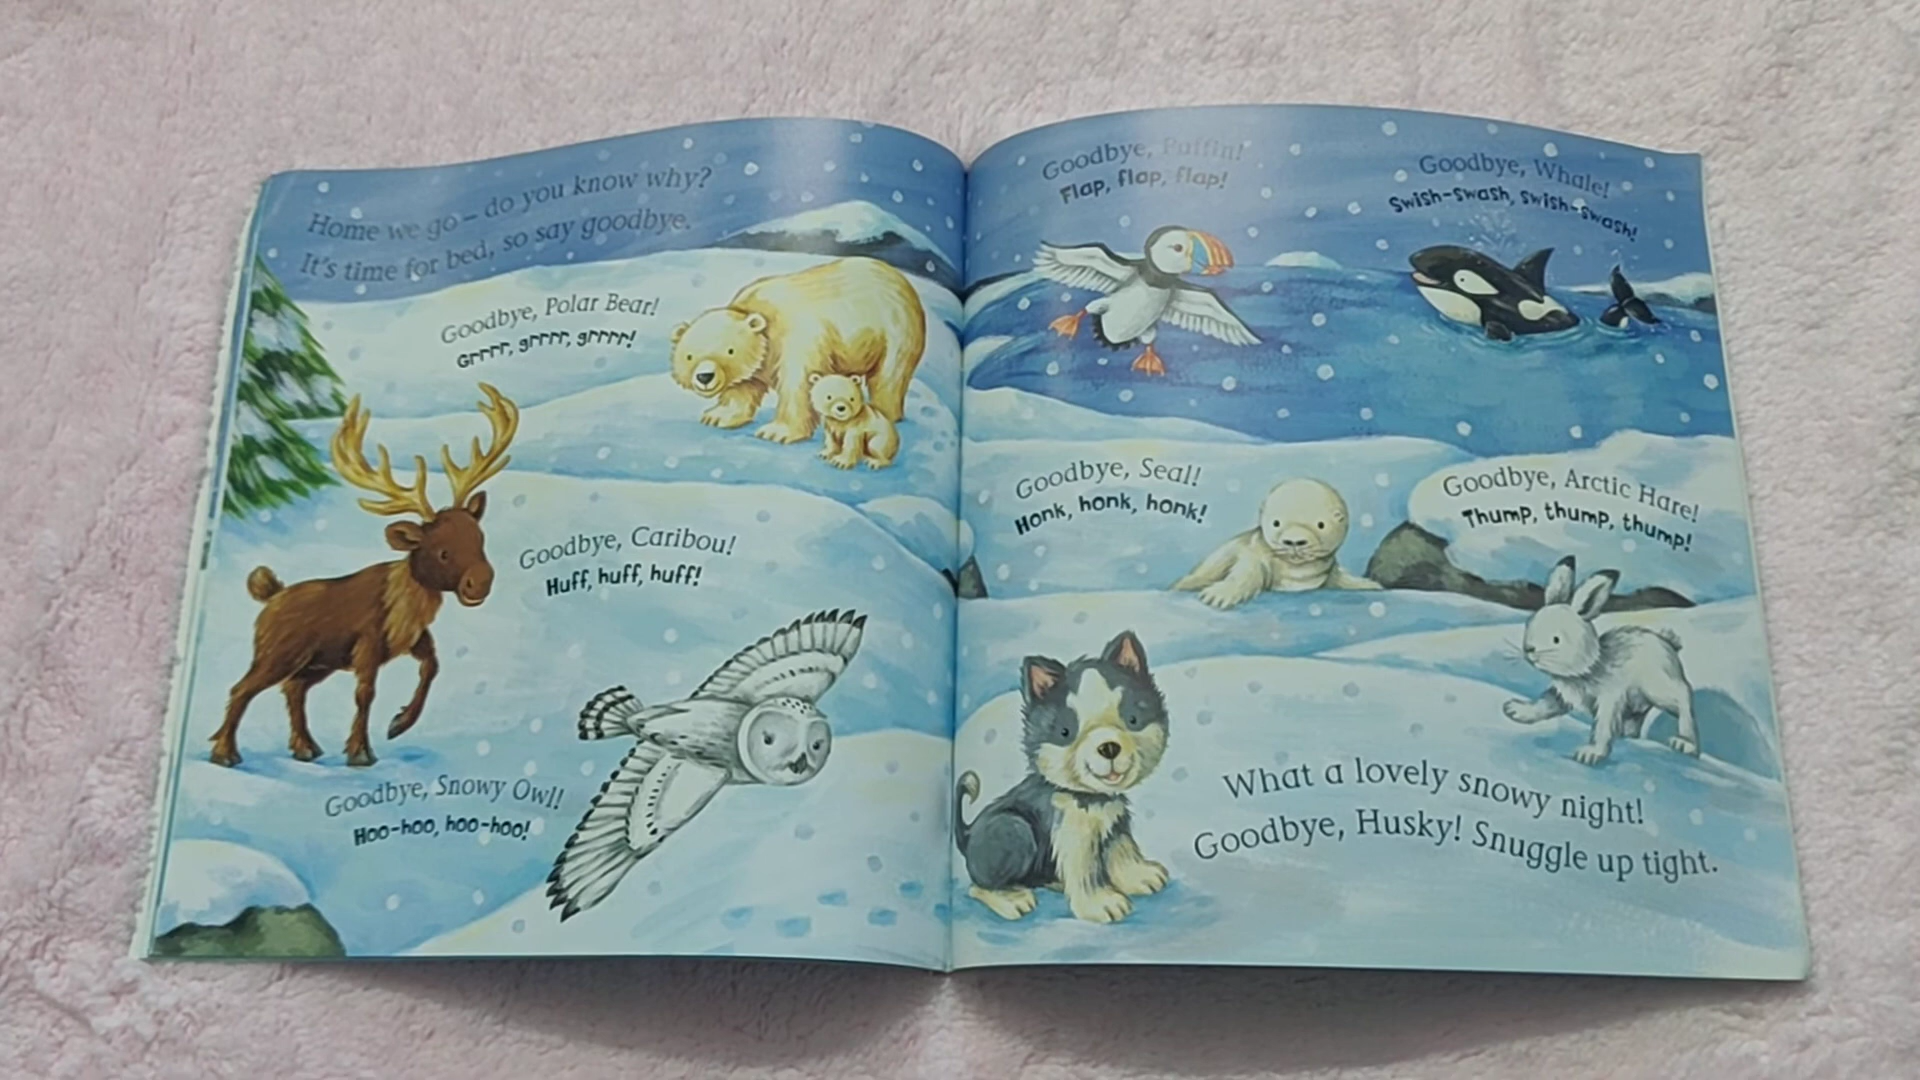 Home we go – do you know why?
It's time for bed, so say goodbye.
Goodbye, Polar Bear!
Grrrr, grrrr, grrrr!
Goodbye, Caribou!
Huff, huff, huff!
Goodbye, Snowy Owl!
Hoo-hoo, hoo-hoo!
Goodbye, Puffin!
Flap, flap, flap!
Goodbye, Whale!
Swish-swash, swish-swash!
Goodbye, Seal!
Honk, honk, honk!
Goodbye, Arctic Hare!
Thump, thump, thump!
What a lovely snowy night!
Goodbye, Husky! Snuggle up tight.